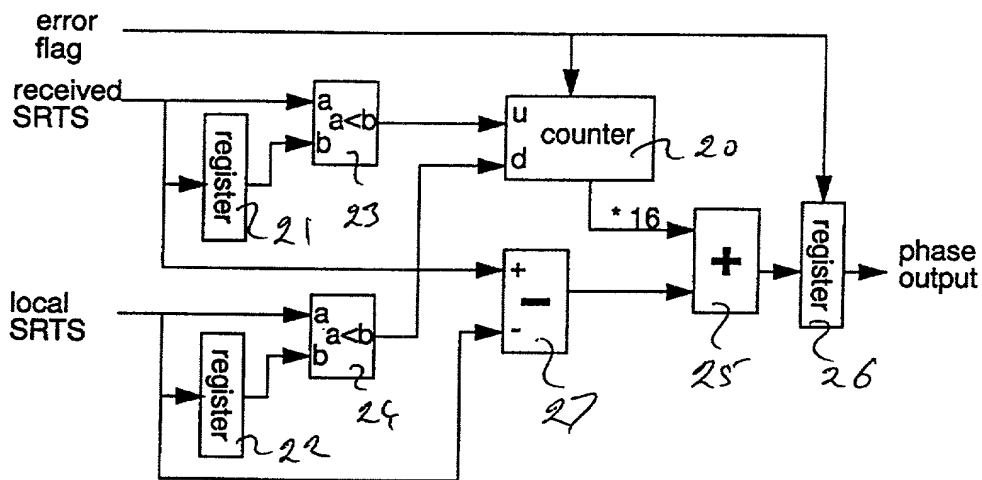 error
flag
received
SRTS
a
a<b
b
23
register
21
u
counter
d
20
* 16
+
-
27
+
25
register
26
phase
output
local
SRTS
a
a<b
b
24
register
22